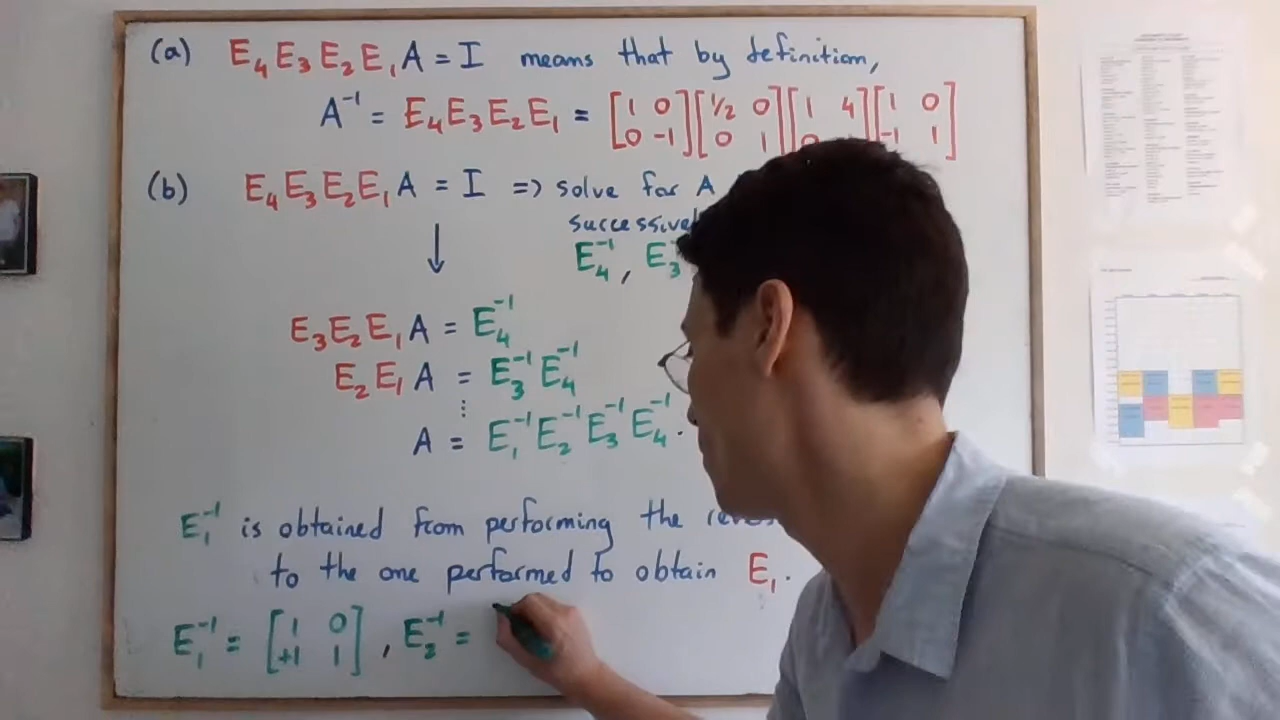 (a) E₄E₃E₂E₁A = I means that by definition,
A⁻¹ = E₄E₃E₂E₁ = [1 0; 0 -1] [1/2 0; 0 1] [1 4; 0] [1 0; -1 1]
(b) E₄E₃E₂E₁A = I => solve for A
E₄⁻¹, E₃
↓
E₃E₂E₁A = E₄⁻¹
E₂E₁A = E₃⁻¹E₄⁻¹
⋮
A = E₁⁻¹E₂⁻¹E₃⁻¹E₄⁻¹.
E₁⁻¹ is obtained from performing the
to the one performed to obtain E₁.
E₁⁻¹ = [1 0; +1 1], E₂⁻¹ =